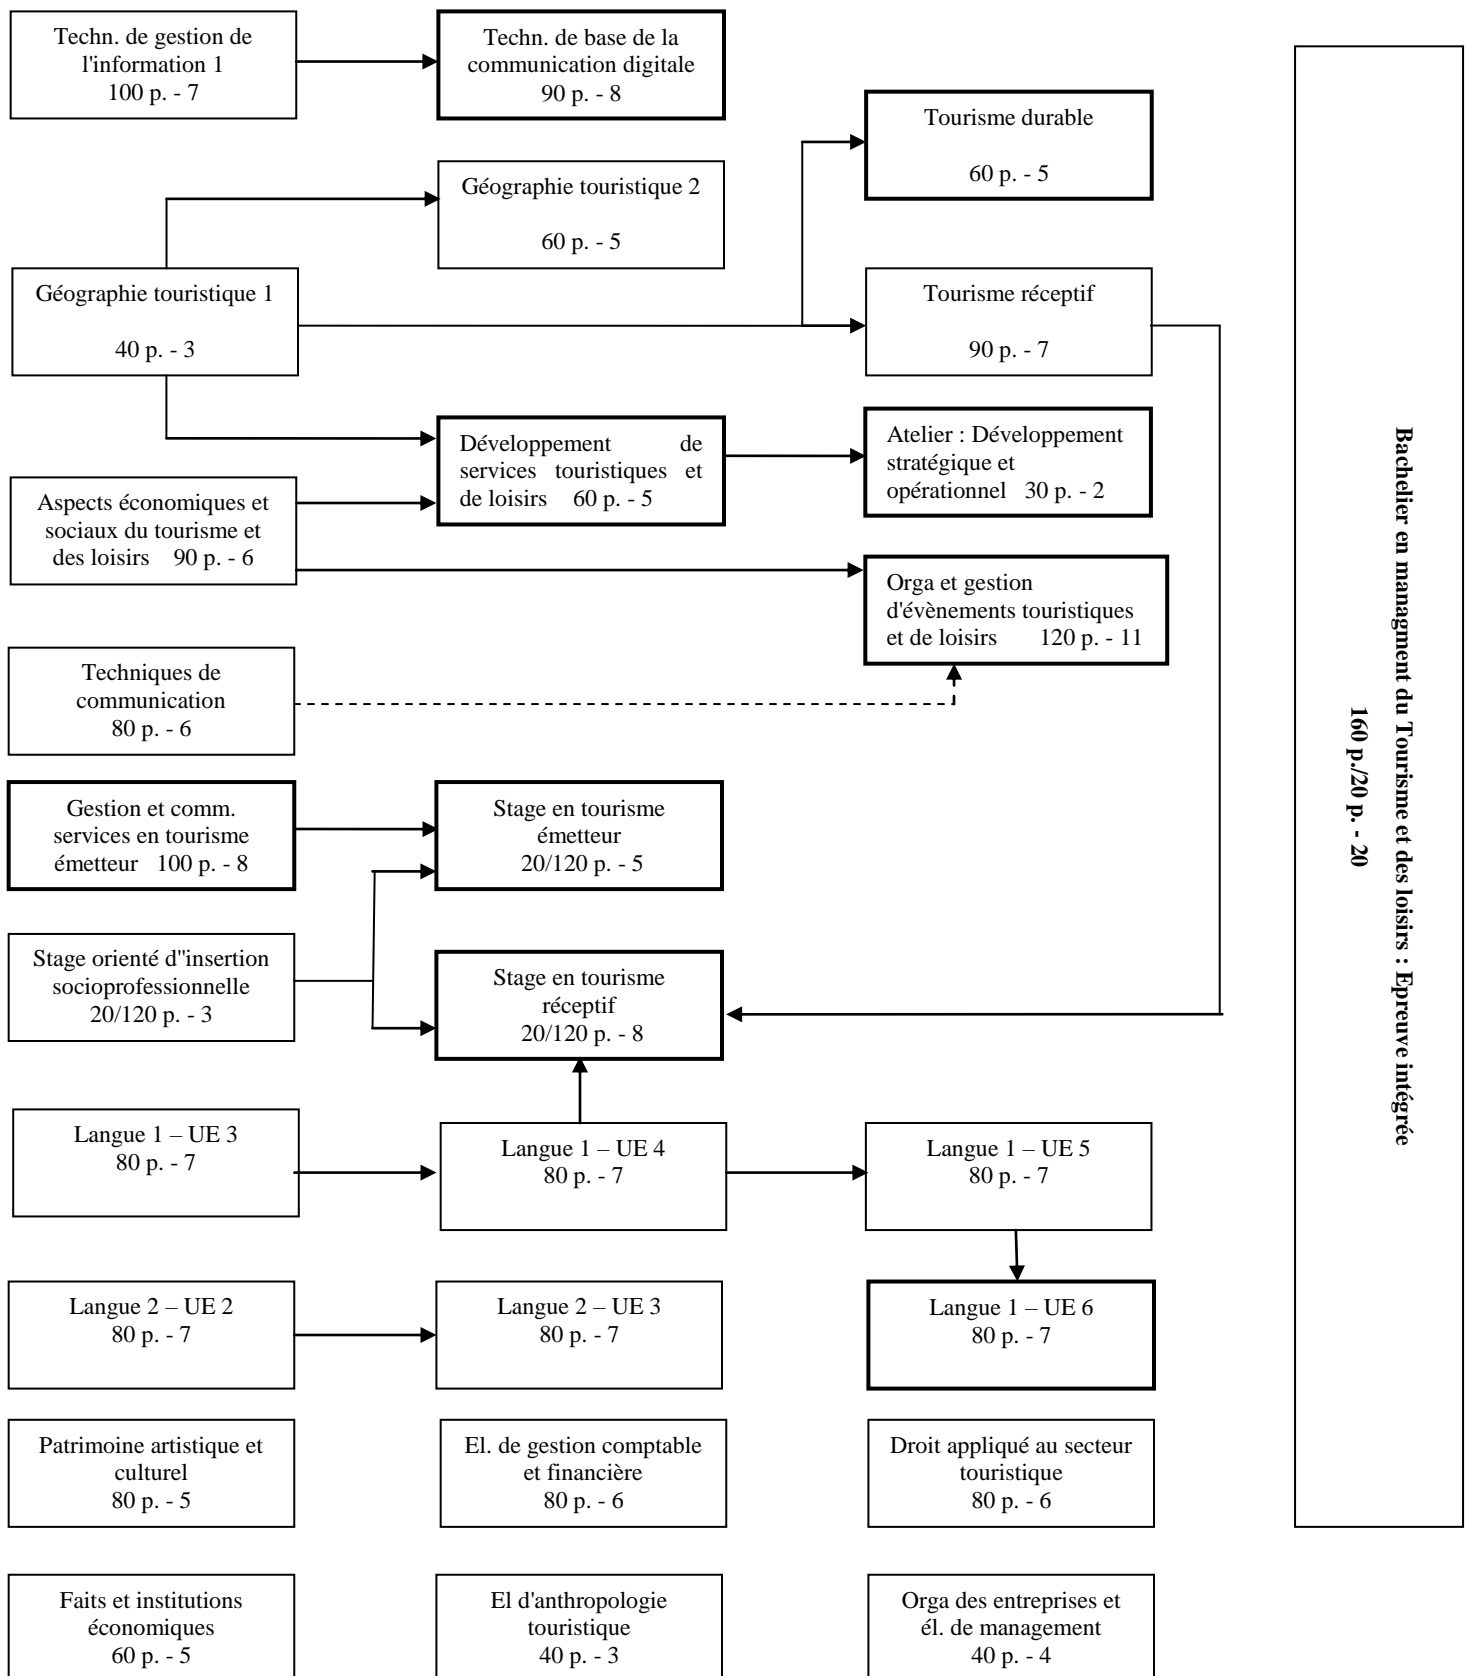 Techn. de gestion de
l'information 1
100 p. - 7
Techn. de base de la
communication digitale
90 p. - 8
Tourisme durable
60 p. - 5
Géographie touristique 2
60 p. - 5
Géographie touristique 1
40 p. - 3
Tourisme réceptif
90 p. - 7
Développement de
services touristiques et
de loisirs 60 p. - 5
Atelier : Développement
stratégique et
opérationnel 30 p. - 2
Aspects économiques et
sociaux du tourisme et
des loisirs 90 p. - 6
Orga et gestion
d'évènements touristiques
et de loisirs 120 p. - 11
Techniques de
communication
80 p. - 6
Gestion et comm.
services en tourisme
émetteur 100 p. - 8
Stage en tourisme
émetteur
20/120 p. - 5
Stage orienté d''insertion
socioprofessionnelle
20/120 p. - 3
Stage en tourisme
réceptif
20/120 p. - 8
Langue 1 – UE 3
80 p. - 7
Langue 1 – UE 4
80 p. - 7
Langue 1 – UE 5
80 p. - 7
Langue 2 – UE 2
80 p. - 7
Langue 2 – UE 3
80 p. - 7
Langue 1 – UE 6
80 p. - 7
Patrimoine artistique et
culturel
80 p. - 5
El. de gestion comptable
et financière
80 p. - 6
Droit appliqué au secteur
touristique
80 p. - 6
Faits et institutions
économiques
60 p. - 5
El d'anthropologie
touristique
40 p. - 3
Orga des entreprises et
él. de management
40 p. - 4
Bachelier en managment du Tourisme et des loisirs : Epreuve intégrée
160 p./20 p. - 20